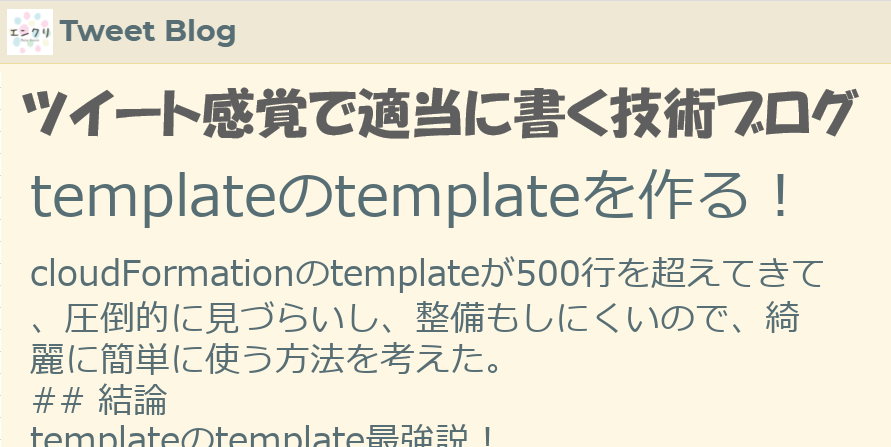 エンクリ
Tweet Blog
ツイート感覚で適当に書く技術ブログ
templateのtemplateを作る！
cloudFormationのtemplateが500行を超えてきて
、圧倒的に見づらいし、整備もしにくいので、綺
麗に簡単に使う方法を考えた。
## 結論
templateのtemplate最強説！